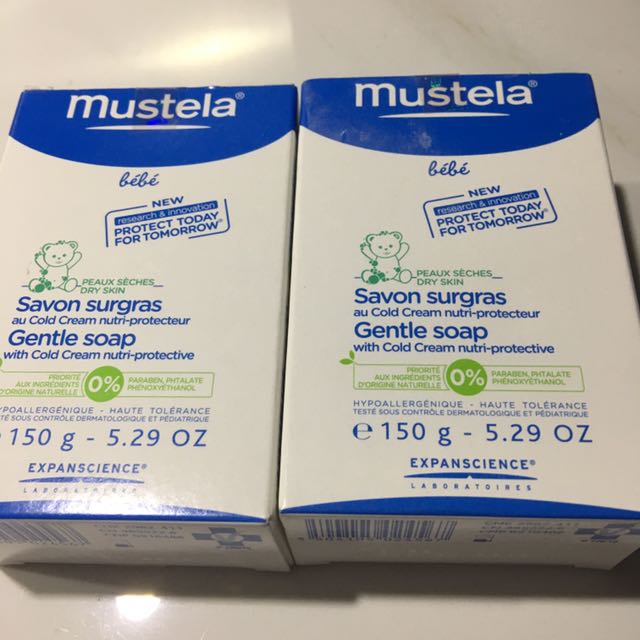 mustela®
bébé
NEW
research & innovation
PROTECT TODAY
FOR TOMORROW®
PEAUX SÈCHES
DRY SKIN
Savon surgras
au Cold Cream nutri-protecteur
Gentle soap
with Cold Cream nutri-protective
PRIORITÉ
AUX INGRÉDIENTS
D'ORIGINE NATURELLE
0%
PARABEN, PHTALATE
PHÉNOXYÉTHANOL
HYPOALLERGÉNIQUE - HAUTE TOLÉRANCE
TESTÉ SOUS CONTRÔLE DERMATOLOGIQUE ET PÉDIATRIQUE
150 g - 5.29 OZ
EXPANSCIENCE®
LABORATOIRES
mustela®
bébé
NEW
research & innovation
PROTECT TODAY
FOR TOMORROW®
PEAUX SÈCHES
DRY SKIN
Savon surgras
au Cold Cream nutri-protecteur
Gentle soap
with Cold Cream nutri-protective
PRIORITÉ
AUX INGRÉDIENTS
D'ORIGINE NATURELLE
0%
PARABEN, PHTALATE
PHÉNOXYÉTHANOL
HYPOALLERGÉNIQUE - HAUTE TOLÉRANCE
TESTÉ SOUS CONTRÔLE DERMATOLOGIQUE ET PÉDIATRIQUE
℮ 150 g - 5.29 OZ
EXPANSCIENCE®
LABORATOIRES